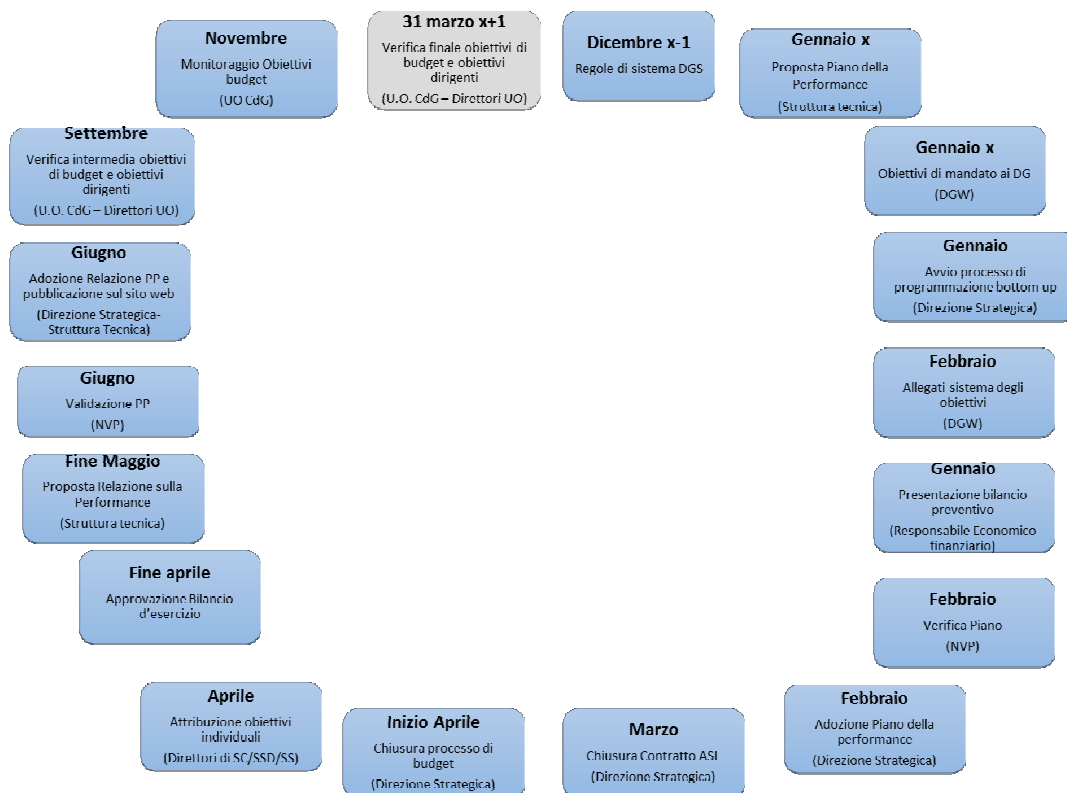 Novembre
Monitoraggio Obiettivi
budget
(UO CdG)
31 marzo x+1
Verifica finale obiettivi di
budget e obiettivi
dirigenti
(U.O. CdG – Direttori UO)
Dicembre x-1
Regole di sistema DGS
Gennaio x
Proposta Piano della
Performance
(Struttura tecnica)
Gennaio x
Obiettivi di mandato ai DG
(DGW)
Gennaio
Avvio processo di
programmazione bottom up
(Direzione Strategica)
Febbraio
Allegati sistema degli
obiettivi
(DGW)
Gennaio
Presentazione bilancio
preventivo
(Responsabile Economico
finanziario)
Febbraio
Verifica Piano
(NVP)
Febbraio
Adozione Piano della
performance
(Direzione Strategica)
Marzo
Chiusura Contratto ASL
(Direzione Strategica)
Inizio Aprile
Chiusura processo di
budget
(Direzione Strategica)
Aprile
Attribuzione obiettivi
individuali
(Direttori di SC/SSD/SS)
Fine aprile
Approvazione Bilancio
d'esercizio
Fine Maggio
Proposta Relazione sulla
Performance
(Struttura tecnica)
Giugno
Validazione PP
(NVP)
Giugno
Adozione Relazione PP e
pubblicazione sul sito web
(Direzione Strategica-
Struttura Tecnica)
Settembre
Verifica intermedia obiettivi
di budget e obiettivi
dirigenti
(U.O. CdG – Direttori UO)